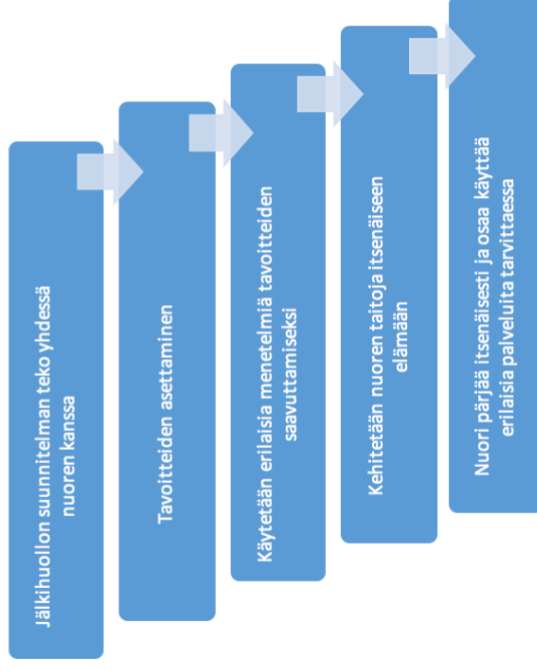 Jälkihuollon suunnitelman teko yhdessä
nuoren kanssa
Tavoitteiden asettaminen
Käytetään erilaisia menetelmiä tavoitteiden
saavuttamiseksi
Kehitetään nuoren taitoja itsenäiseen
elämään
Nuori pärjää itsenäisesti ja osaa käyttää
erilaisia palveluita tarvittaessa